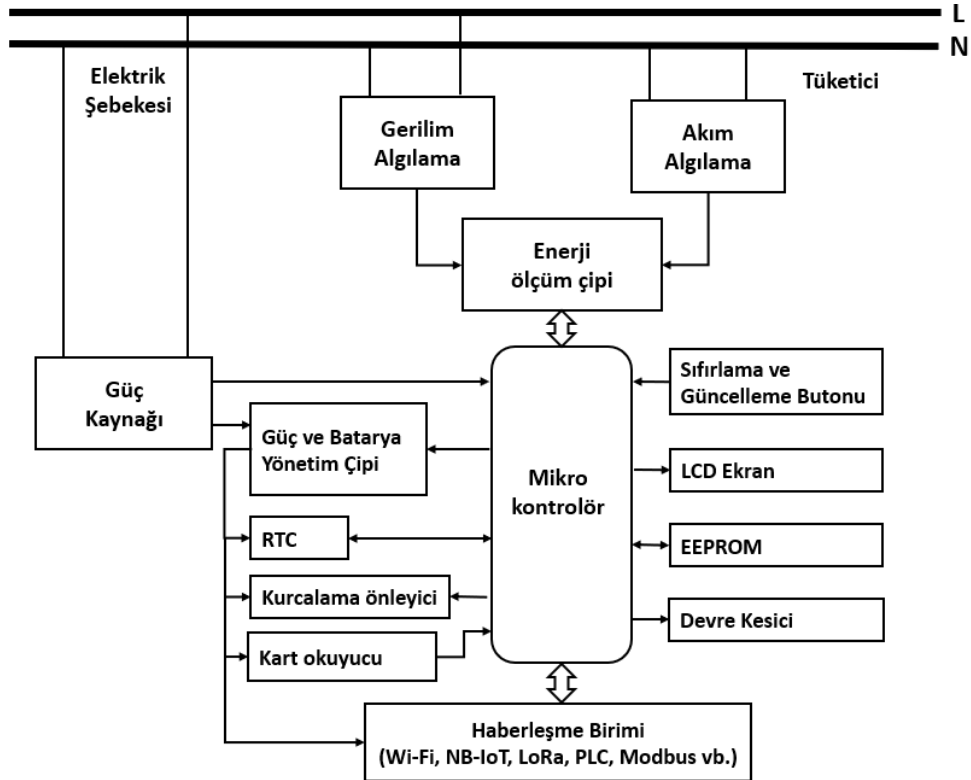 L
N
Elektrik
Şebekesi
Tüketici
Gerilim
Algılama
Akım
Algılama
Enerji
ölçüm çipi
Güç
Kaynağı
Sıfırlama ve
Güncelleme Butonu
Güç ve Batarya
Yönetim Çipi
Mikro
kontrolör
LCD Ekran
RTC
EEPROM
Kurcalama önleyici
Devre Kesici
Kart okuyucu
Haberleşme Birimi
(Wi-Fi, NB-IoT, LoRa, PLC, Modbus vb.)